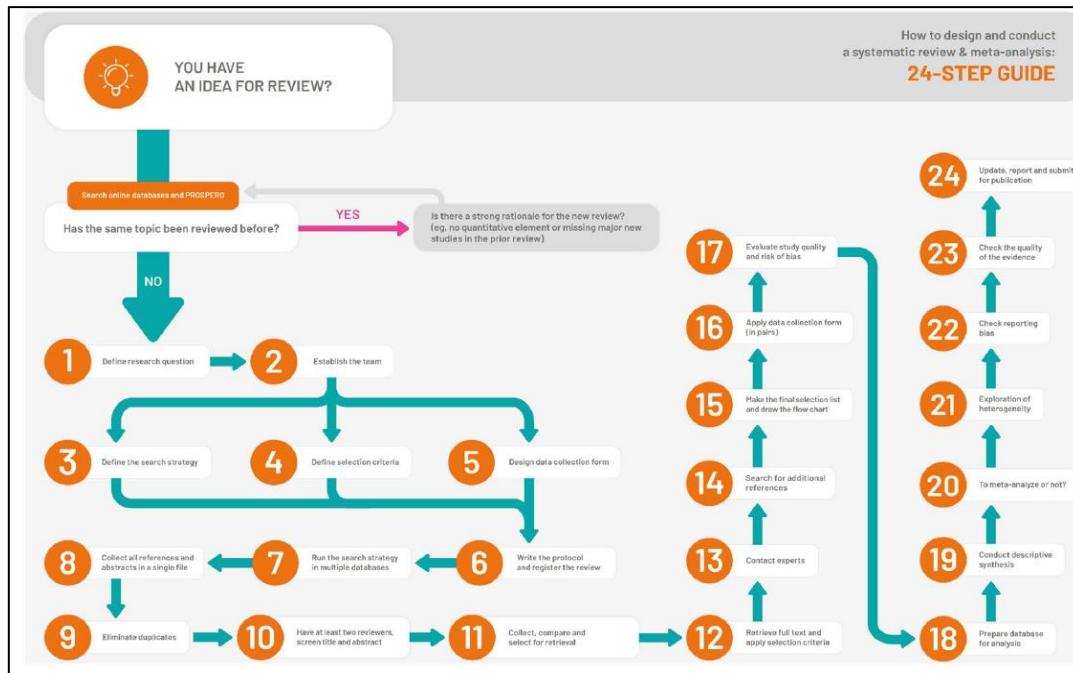 How to design and conduct
a systematic review & meta-analysis:
24-STEP GUIDE
YOU HAVE
AN IDEA FOR REVIEW?
Search online databases and PROSPERO
Has the same topic been reviewed before?
YES
Is there a strong rationale for the new review?
(eg, no quantitative element or missing major new
studies in the prior review)
NO
1
Define research question
2
Establish the team
3
Define the search strategy
4
Define selection criteria
5
Design data collection form
6
Write the protocol
and register the review
7
Run the search strategy
in multiple databases
8
Collect all references and
abstracts in a single file
9
Eliminate duplicates
10
Have at least two reviewers,
screen title and abstract
11
Collect, compare and
select for retrieval
12
Retrieve full text and
apply selection criteria
13
Contact experts
14
Search for additional
references
15
Make the final selection list
and draw the flow chart
16
Apply data collection form
(in pairs)
17
Evaluate study quality
and risk of bias
18
Prepare database
for analysis
19
Conduct descriptive
synthesis
20
To meta-analyze or not?
21
Exploration of
heterogeneity
22
Check reporting
bias
23
Check the quality
of the evidence
24
Update, report and submit
for publication